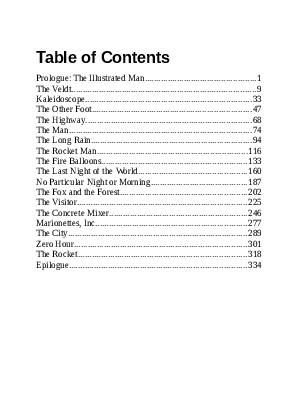 Table of Contents
Prologue: The Illustrated Man.....................................................1
The Veldt.........................................................................................9
Kaleidoscope................................................................................33
The Other Foot.............................................................................47
The Highway................................................................................68
The Man........................................................................................74
The Long Rain..............................................................................94
The Rocket Man.........................................................................116
The Fire Balloons.......................................................................133
The Last Night of the World.....................................................160
No Particular Night or Morning...............................................187
The Fox and the Forest..............................................................202
The Visitor..................................................................................225
The Concrete Mixer...................................................................246
Marionettes, Inc.........................................................................277
The City......................................................................................289
Zero Hour...................................................................................301
The Rocket.................................................................................318
Epilogue.....................................................................................334